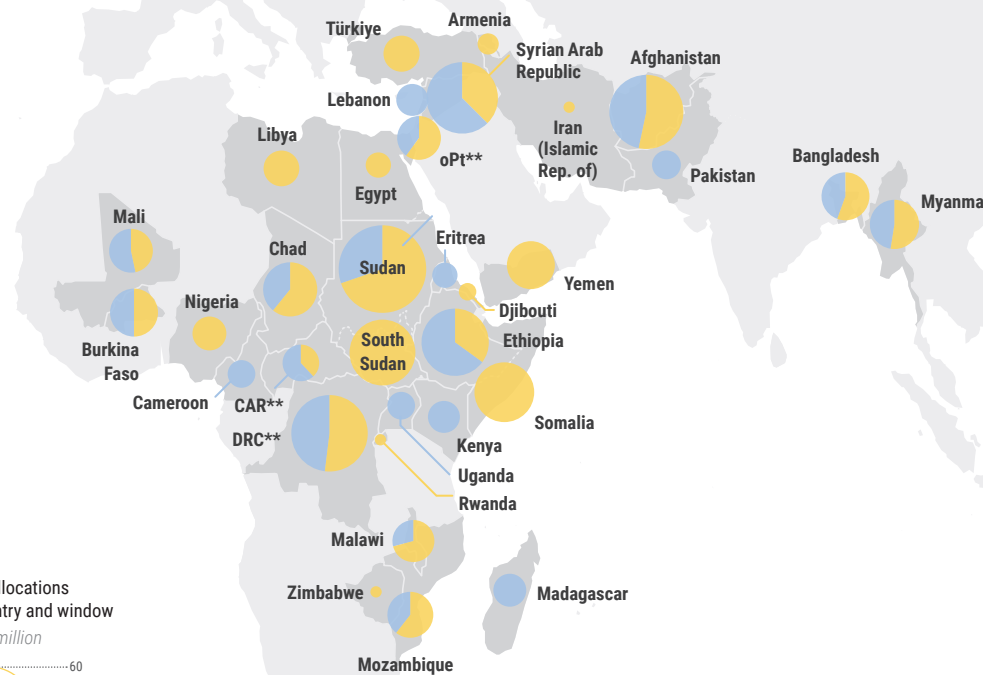 Armenia
Türkiye
Syrian Arab
Republic
Afghanistan
Lebanon
Iran
(Islamic
Rep. of)
Libya
oPt**
Bangladesh
Pakistan
Egypt
Myanma
Mali
Eritrea
Chad
Sudan
Yemen
Nigeria
Djibouti
South
Sudan
Ethiopia
Burkina
Faso
Cameroon
CAR**
Somalia
DRC**
Kenya
Uganda
Rwanda
Malawi
Zimbabwe
Madagascar
Mozambique
llocations
ntry and window
million
60